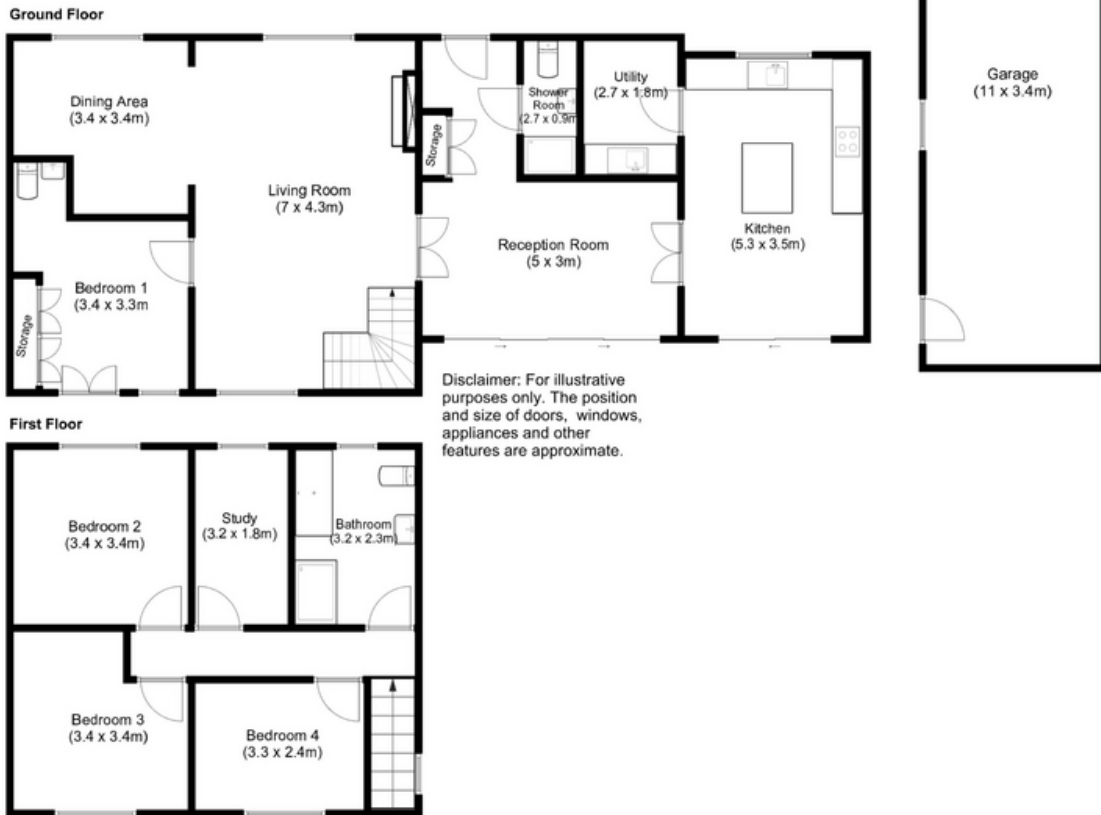 Ground Floor
Dining Area
(3.4 x 3.4m)
Living Room
(7 x 4.3m)
Storage
Shower
Room
(2.7 x 0.9m
Utility
(2.7 x 1.8m)
Kitchen
(5.3 x 3.5m)
Reception Room
(5 x 3m)
Bedroom 1
(3.4 x 3.3m
Storage
Garage
(11 x 3.4m)
Disclaimer: For illustrative
purposes only. The position
and size of doors, windows,
appliances and other
features are approximate.
First Floor
Bedroom 2
(3.4 x 3.4m)
Study
(3.2 x 1.8m)
Bathroom
(3.2 x 2.3m)
Bedroom 3
(3.4 x 3.4m)
Bedroom 4
(3.3 x 2.4m)